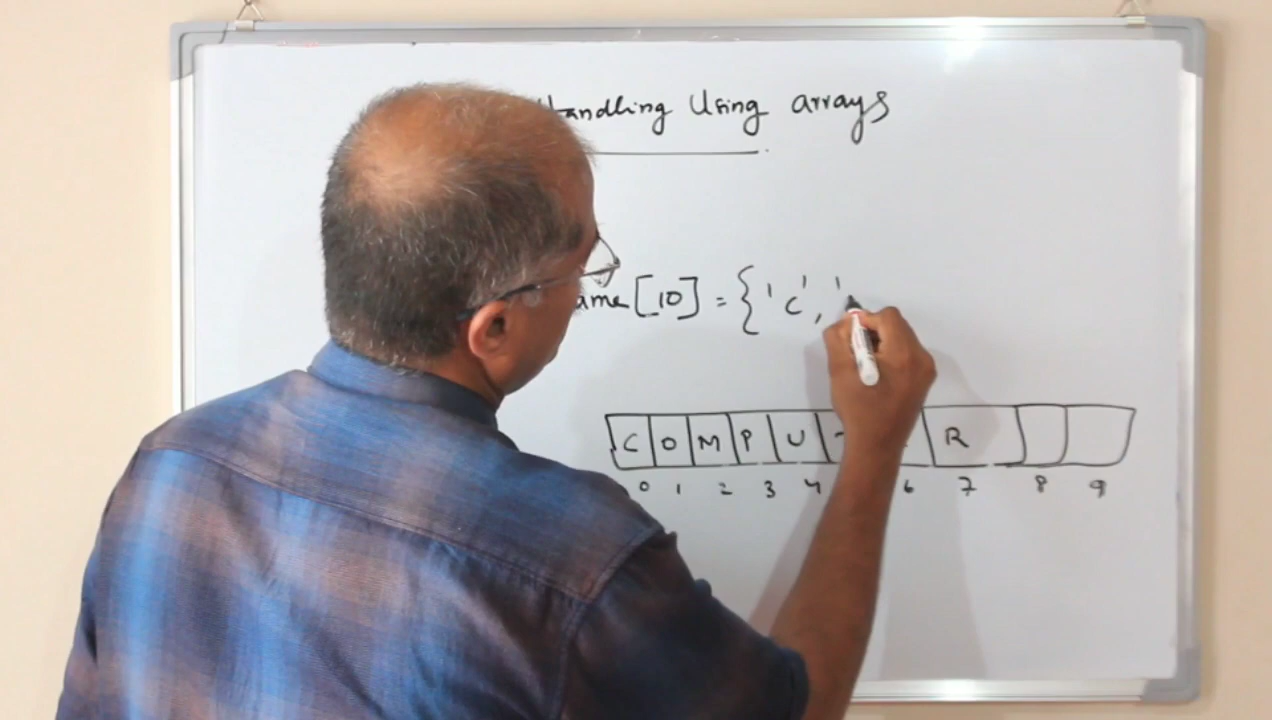 Handling Using arrays
ame[10] = {'c', '
C O M P U R
0 1 2 3 4 6 7 8 9